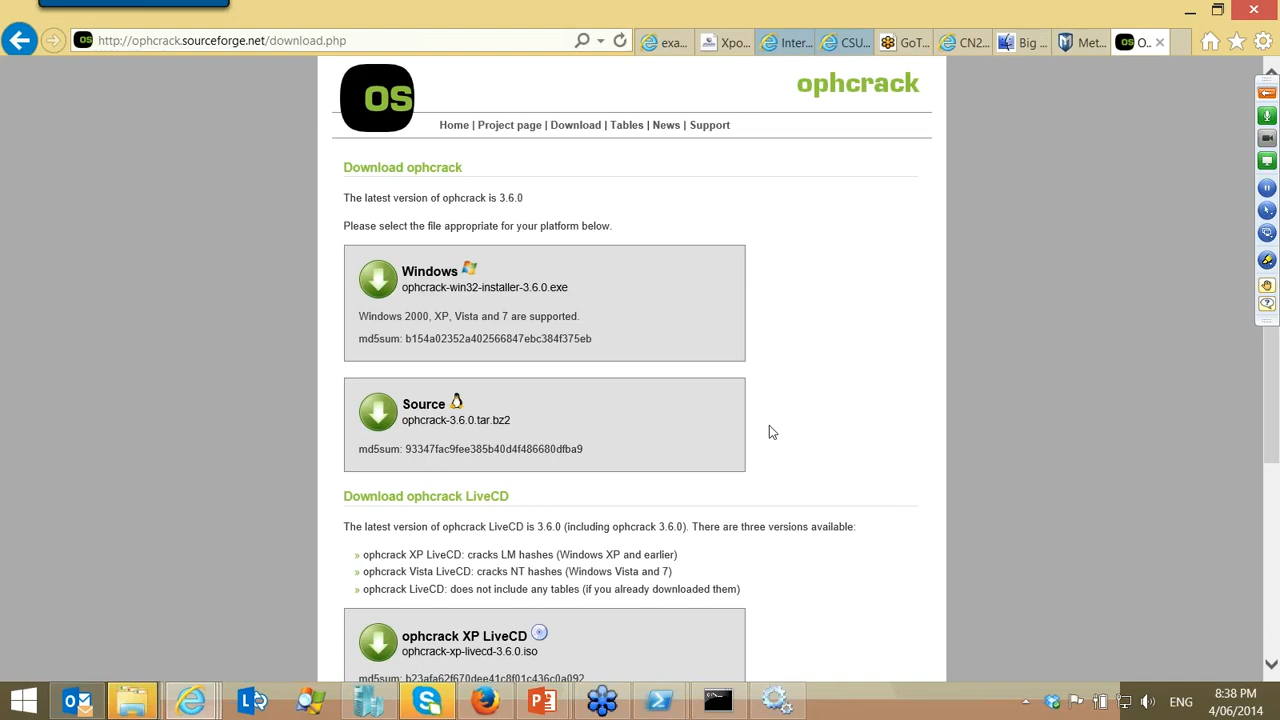 http://ophcrack.sourceforge.net/download.php
exa...
Xpo...
Inter...
CSU...
GoT...
CN2...
Big ...
Met...
O...
OS
ophcrack
Home | Project page | Download | Tables | News | Support
Download ophcrack
The latest version of ophcrack is 3.6.0
Please select the file appropriate for your platform below.
Windows
ophcrack-win32-installer-3.6.0.exe
Windows 2000, XP, Vista and 7 are supported.
md5sum: b154a02352a402566847ebc384f375eb
Source
ophcrack-3.6.0.tar.bz2
md5sum: 93347fac9fee385b40d4f486680dfba9
Download ophcrack LiveCD
The latest version of ophcrack LiveCD is 3.6.0 (including ophcrack 3.6.0). There are three versions available:
» ophcrack XP LiveCD: cracks LM hashes (Windows XP and earlier)
» ophcrack Vista LiveCD: cracks NT hashes (Windows Vista and 7)
» ophcrack LiveCD: does not include any tables (if you already downloaded them)
ophcrack XP LiveCD
ophcrack-xp-livecd-3.6.0.iso
md5sum: b23afa62f670dee41c8f01c436c0a092
ENG
8:38 PM
4/06/2014